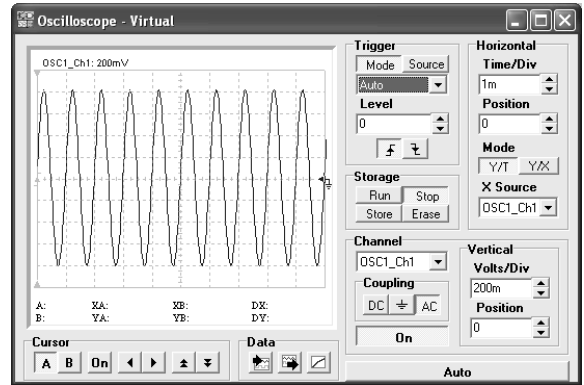 Oscilloscope - Virtual
OSC1_Ch1: 200mV
A: XA: XB: DX:
B: YA: YB: DY:
Cursor
A B On
Data
Trigger
Mode Source
Auto
Level
0
Storage
Run Stop
Store Erase
Channel
OSC1_Ch1
Coupling
DC AC
On
Horizontal
Time/Div
1m
Position
0
Mode
Y/T Y/X
X Source
OSC1_Ch1
Vertical
Volts/Div
200m
Position
0
Auto